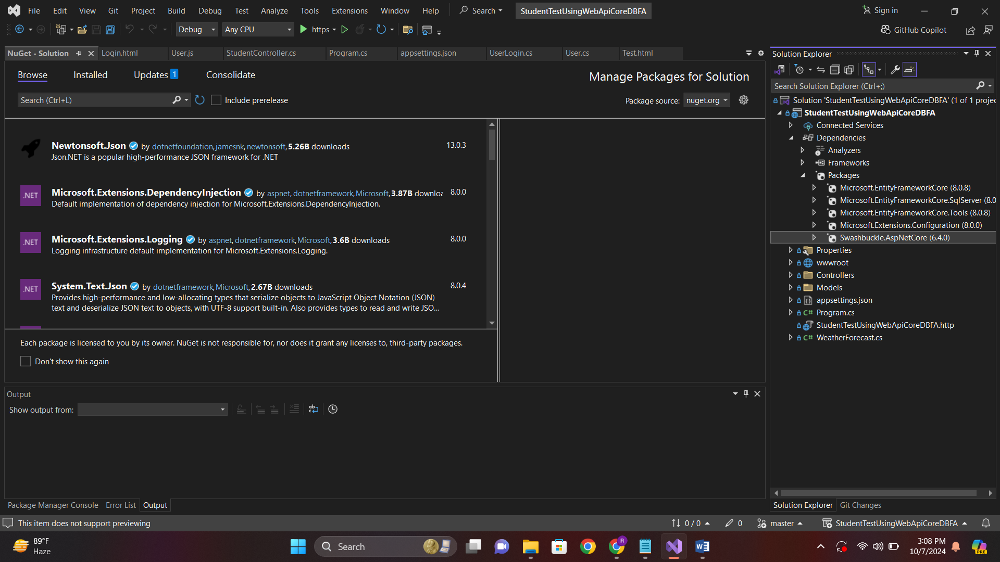 File Edit View Git Project Build Debug Test Analyze Tools Extensions Window Help Search StudentTestUsingWebApiCoreDBFA Sign in
Debug Any CPU https GitHub Copilot
NuGet - Solution Login.html User.js StudentController.cs Program.cs appsettings.json UserLogin.cs User.cs Test.html
Browse Installed Updates 1 Consolidate
Manage Packages for Solution
Search (Ctrl+L) Include prerelease
Package source: nuget.org
Newtonsoft.Json by dotnetfoundation, jamesnk, newtonsoft, 5.26B downloads 13.0.3
Json.NET is a popular high-performance JSON framework for .NET
.NET Microsoft.Extensions.DependencyInjection by aspnet, dotnetframework, Microsoft, 3.87B downloa 8.0.0
Default implementation of dependency injection for Microsoft.Extensions.DependencyInjection.
.NET Microsoft.Extensions.Logging by aspnet, dotnetframework, Microsoft, 3.6B downloads 8.0.0
Logging infrastructure default implementation for Microsoft.Extensions.Logging.
.NET System.Text.Json by dotnetframework, Microsoft, 2.67B downloads 8.0.4
Provides high-performance and low-allocating types that serialize objects to JavaScript Object Notation (JSON)
text and deserialize JSON text to objects, with UTF-8 support built-in. Also provides types to read and write JSO...
Each package is licensed to you by its owner. NuGet is not responsible for, nor does it grant any licenses to, third-party packages.
Don't show this again
Output
Show output from:
Package Manager Console Error List Output
Solution Explorer
Search Solution Explorer (Ctrl+;)
Solution 'StudentTestUsingWebApiCoreDBFA' (1 of 1 projec
StudentTestUsingWebApiCoreDBFA
Connected Services
Dependencies
Analyzers
Frameworks
Packages
Microsoft.EntityFrameworkCore (8.0.8)
Microsoft.EntityFrameworkCore.SqlServer (8.0
Microsoft.EntityFrameworkCore.Tools (8.0.8)
Microsoft.Extensions.Configuration (8.0.0)
Swashbuckle.AspNetCore (6.4.0)
Properties
wwwroot
Controllers
Models
appsettings.json
C# Program.cs
StudentTestUsingWebApiCoreDBFA.http
C# WeatherForecast.cs
Solution Explorer Git Changes
This item does not support previewing 0 / 0 0 master StudentTestUsingWebApiCoreDBFA
89°F
Haze
Search
R
W
3:08 PM
10/7/2024
PRE